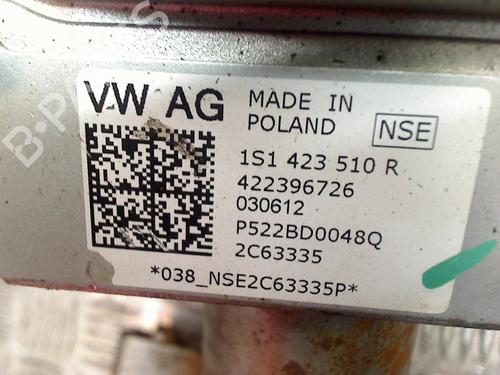 VW AG
MADE IN
POLAND
NSE
1S1 423 510 R
422396726
030612
P522BD0048Q
2C63335
*038_NSE2C63335P*